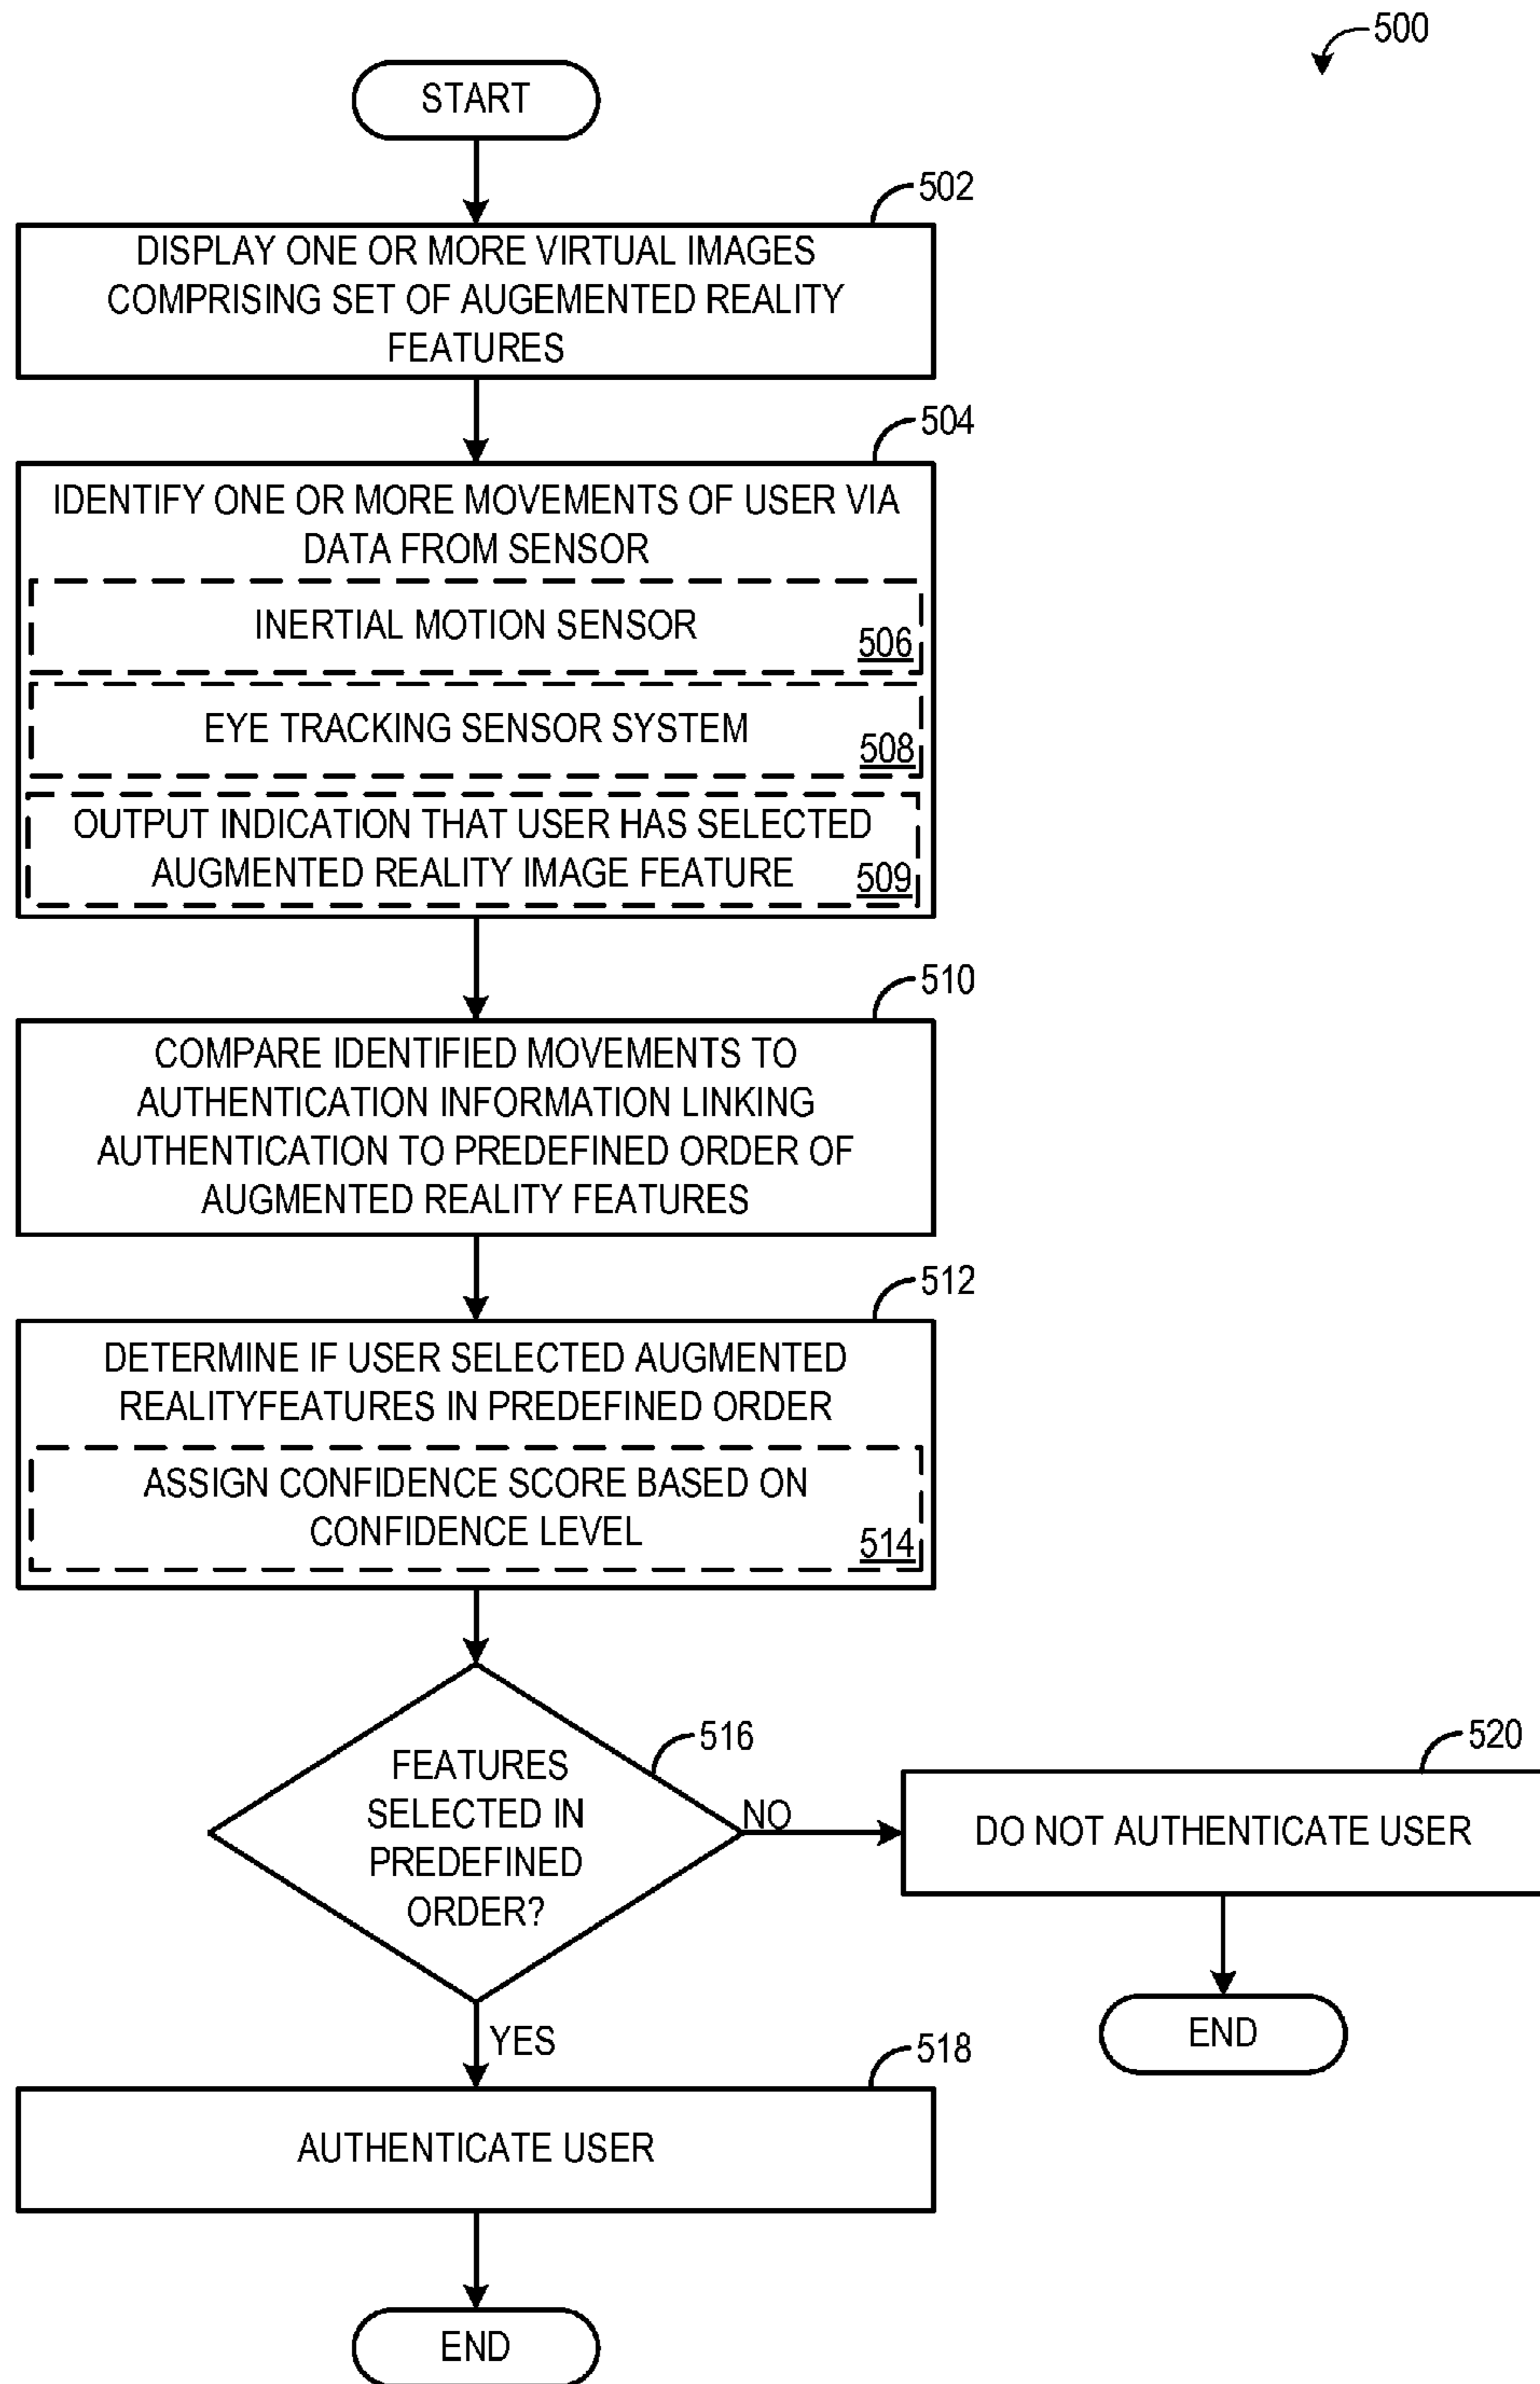 500
START
502
DISPLAY ONE OR MORE VIRTUAL IMAGES
COMPRISING SET OF AUGEMENTED REALITY
FEATURES
504
IDENTIFY ONE OR MORE MOVEMENTS OF USER VIA
DATA FROM SENSOR
INERTIAL MOTION SENSOR
506
EYE TRACKING SENSOR SYSTEM
508
OUTPUT INDICATION THAT USER HAS SELECTED
AUGMENTED REALITY IMAGE FEATURE
509
510
COMPARE IDENTIFIED MOVEMENTS TO
AUTHENTICATION INFORMATION LINKING
AUTHENTICATION TO PREDEFINED ORDER OF
AUGMENTED REALITY FEATURES
512
DETERMINE IF USER SELECTED AUGMENTED
REALITYFEATURES IN PREDEFINED ORDER
ASSIGN CONFIDENCE SCORE BASED ON
CONFIDENCE LEVEL
514
516
FEATURES
SELECTED IN
PREDEFINED
ORDER?
NO
520
DO NOT AUTHENTICATE USER
END
YES
518
AUTHENTICATE USER
END